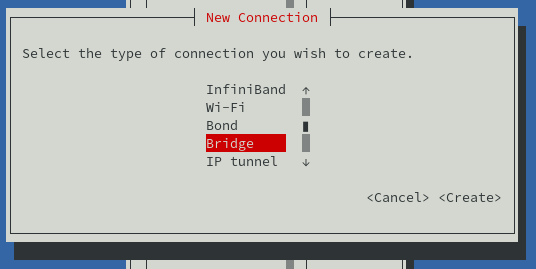 New Connection
Select the type of connection you wish to create.
InfiniBand ↑
Wi-Fi
Bond
Bridge
IP tunnel ↓
<Cancel> <Create>